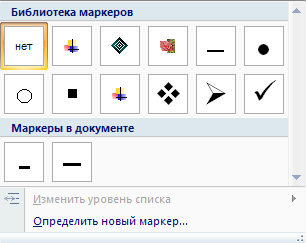 Библиотека маркеров
нет
Маркеры в документе
Изменить уровень списка
Определить новый маркер...